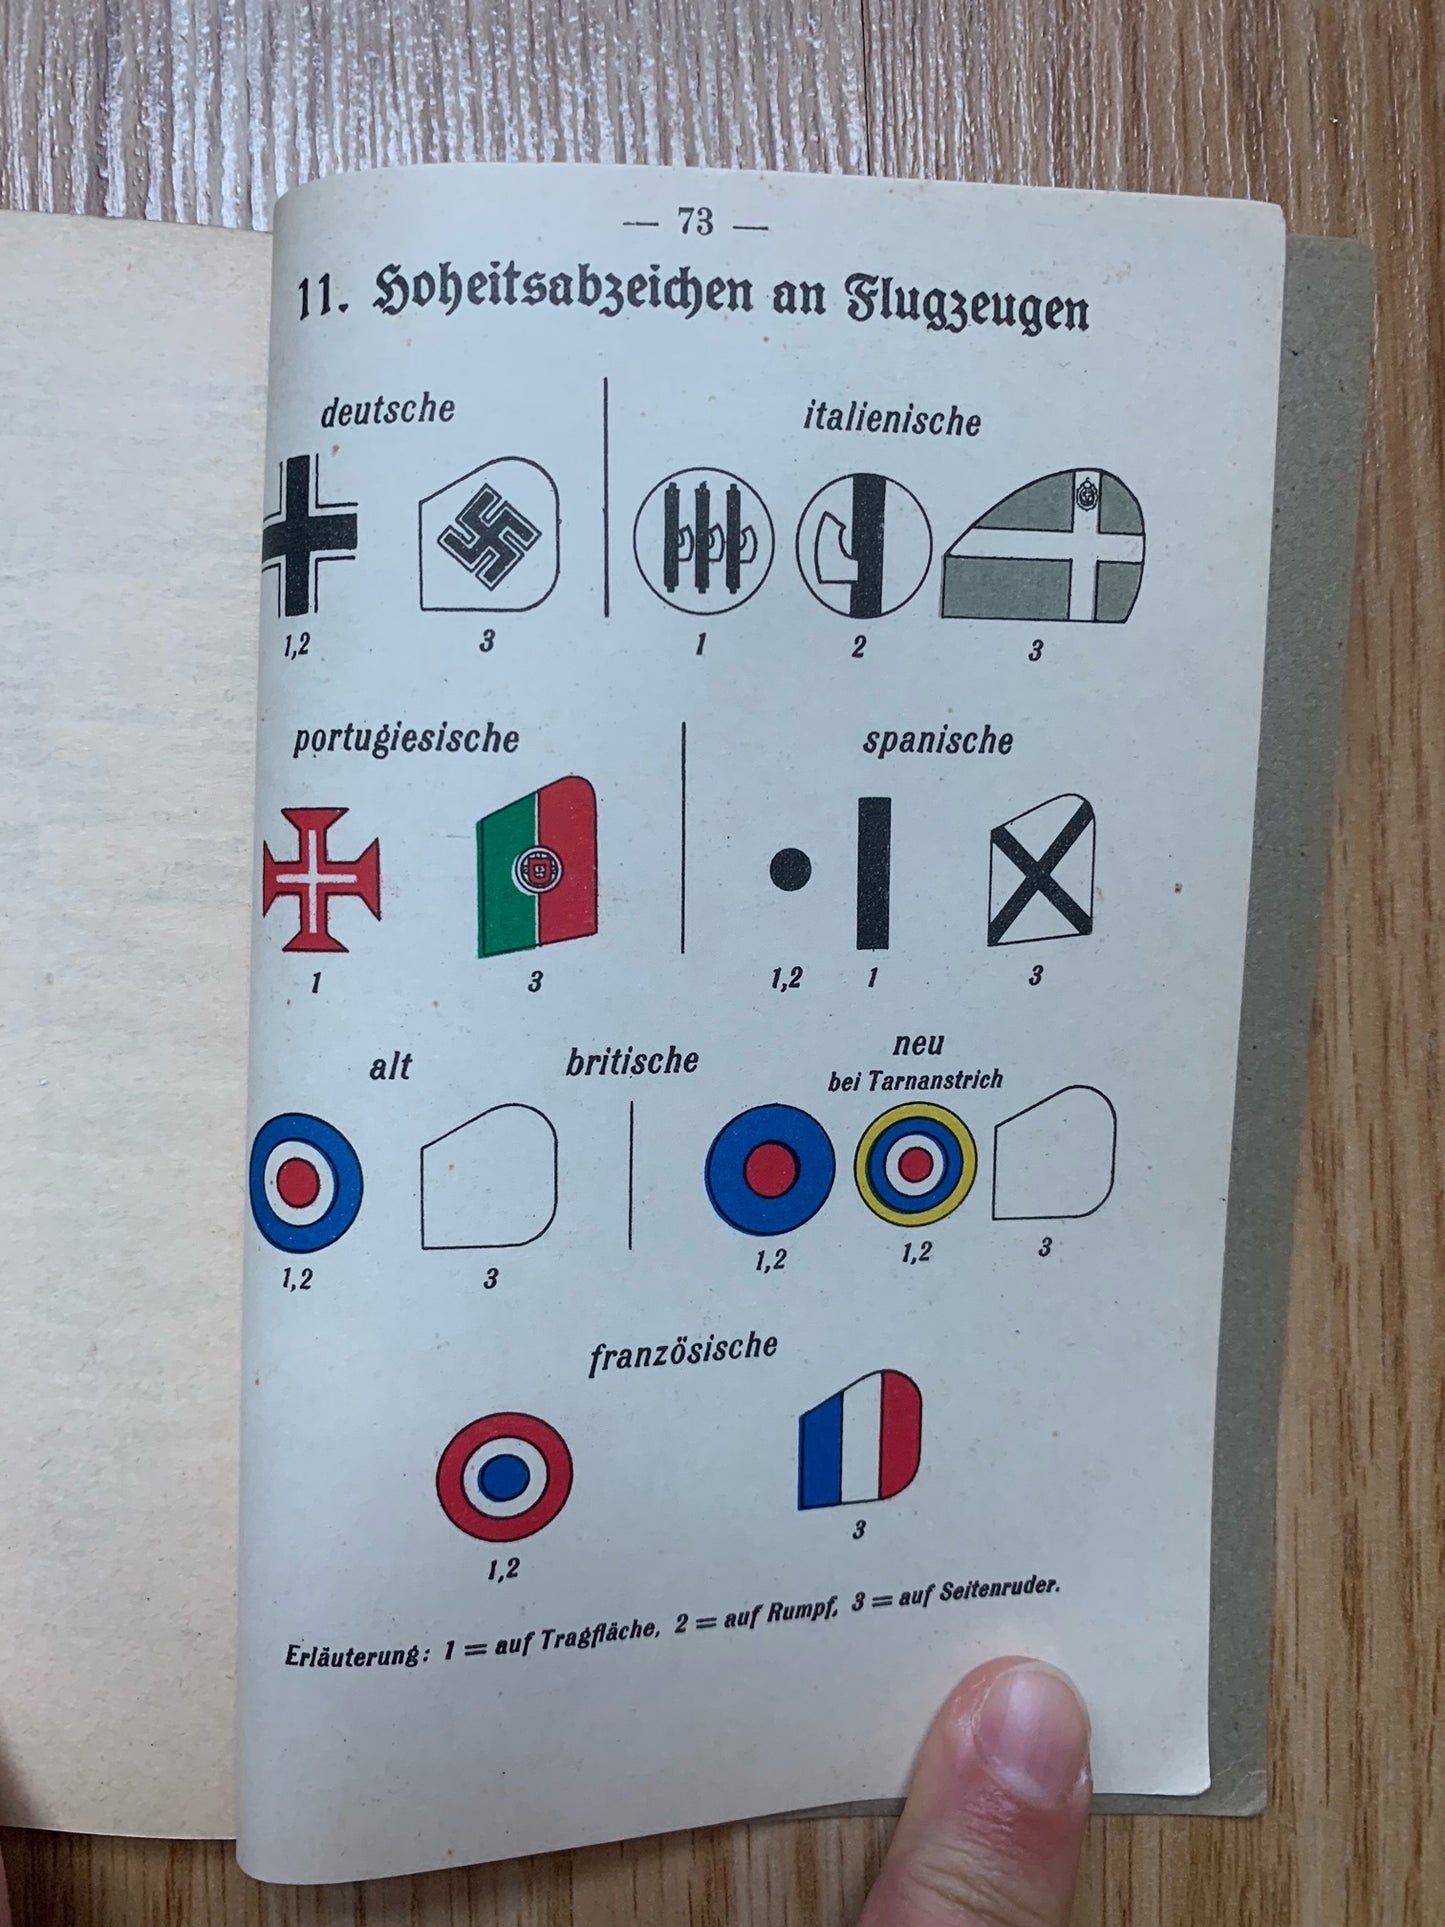 — 73 —
11. Hoheitsabzeichen an Flugzeugen
deutsche
italienische
1,2
3
1
2
3
portugiesische
spanische
1
3
1,2
1
3
alt
britische
neu
bei Tarnanstrich
1,2
3
1,2
1,2
3
französische
1,2
3
Erläuterung: 1 = auf Tragfläche, 2 = auf Rumpf, 3 = auf Seitenruder.